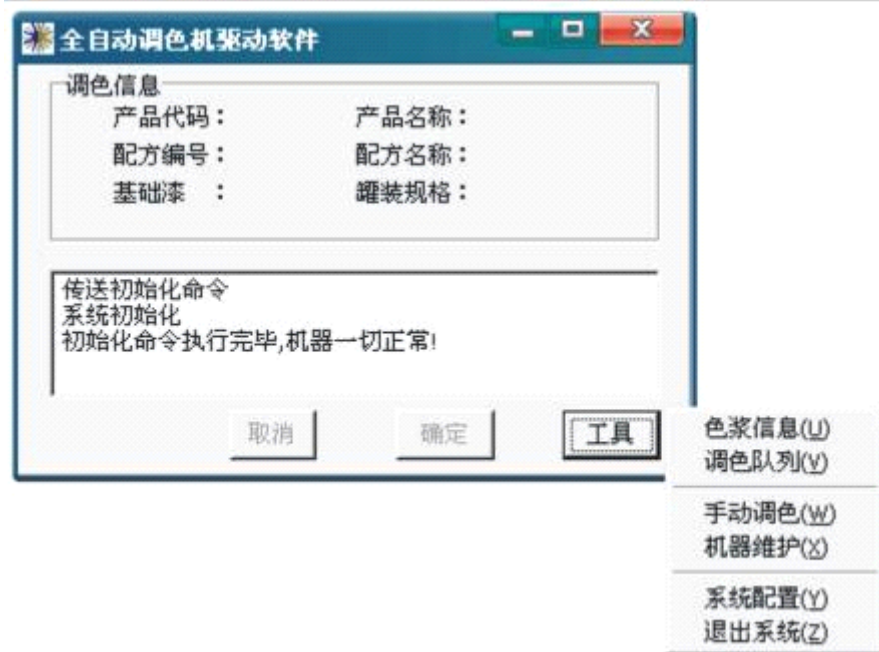 全自动调色机驱动软件
调色信息
产品代码： 产品名称：
配方编号： 配方名称：
基础漆 ： 罐装规格：
传送初始化命令
系统初始化
初始化命令执行完毕,机器一切正常!
取消 确定 工具
色浆信息(U)
调色队列(V)
手动调色(W)
机器维护(X)
系统配置(Y)
退出系统(Z)